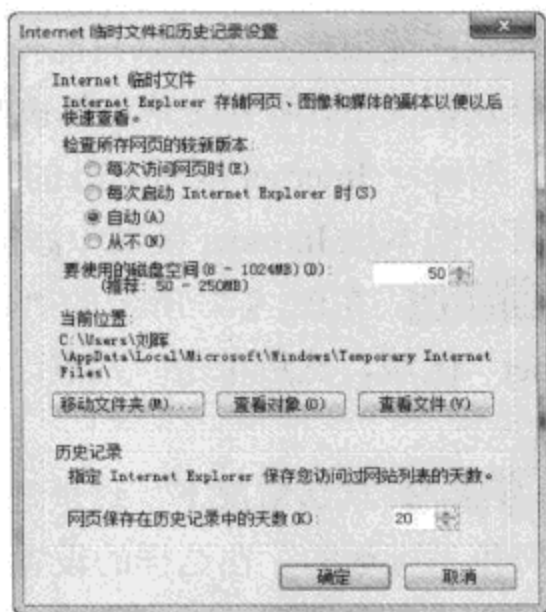 Internet 临时文件和历史记录设置
Internet 临时文件
Internet Explorer 存储网页、图像和媒体的副本以便以后
快速查看。
检查所存网页的较新版本:
每次访问网页时(E)
每次启动 Internet Explorer 时(S)
自动(A)
从不(N)
要使用的磁盘空间(8 - 1024MB)(D): 50
(推荐: 50 - 250MB)
当前位置:
C:\Users\刘晖
\AppData\Local\Microsoft\Windows\Temporary Internet
Files\
移动文件夹(M)... 查看对象(O) 查看文件(V)
历史记录
指定 Internet Explorer 保存您访问过网站列表的天数。
网页保存在历史记录中的天数(K): 20
确定 取消